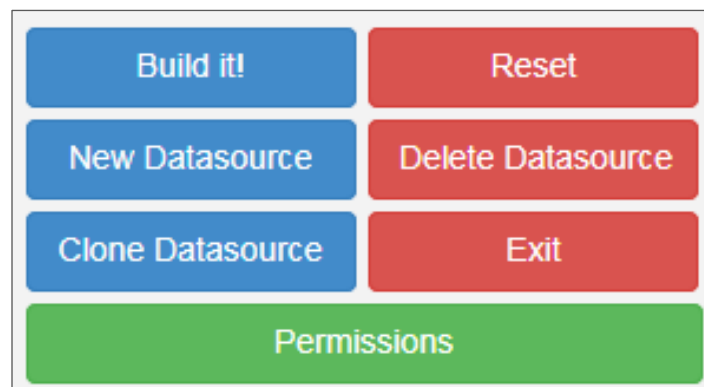 Build it!
Reset
New Datasource
Delete Datasource
Clone Datasource
Exit
Permissions